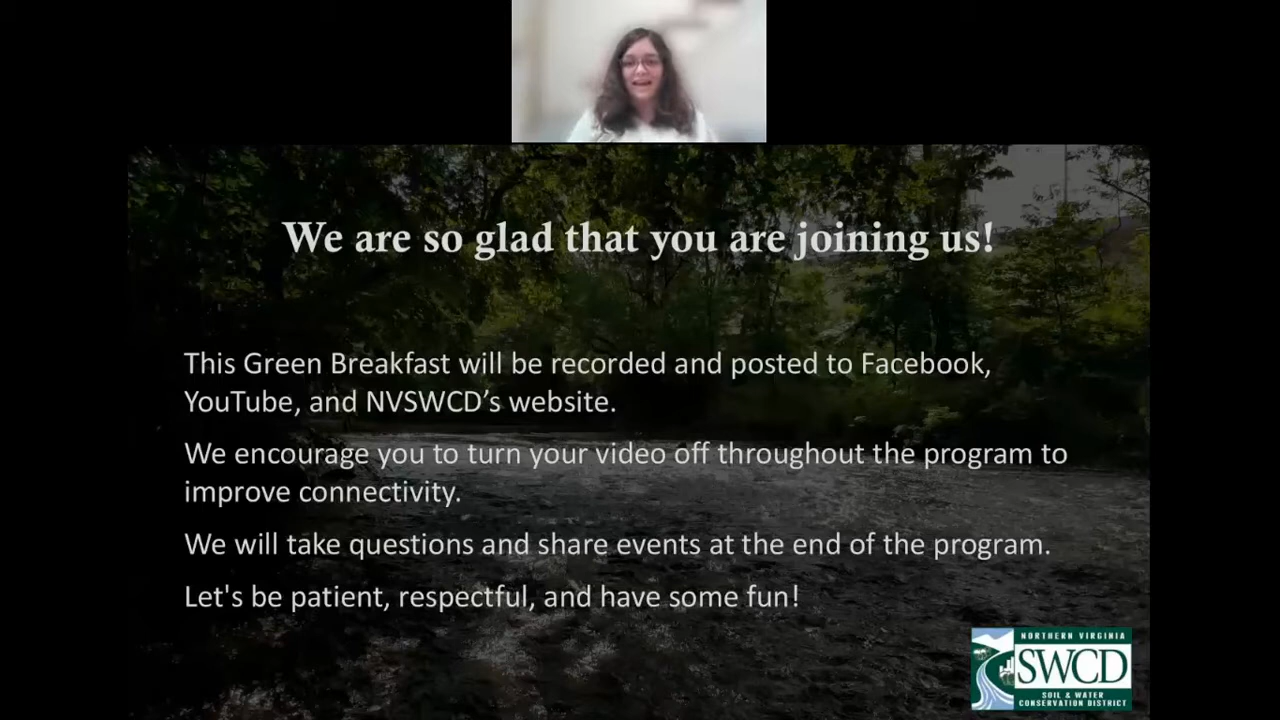 We are so glad that you are joining us!
This Green Breakfast will be recorded and posted to Facebook,
YouTube, and NVSWCD’s website.
We encourage you to turn your video off throughout the program to
improve connectivity.
We will take questions and share events at the end of the program.
Let's be patient, respectful, and have some fun!
NORTHERN VIRGINIA
SWCD
SOIL & WATER
CONSERVATION DISTRICT